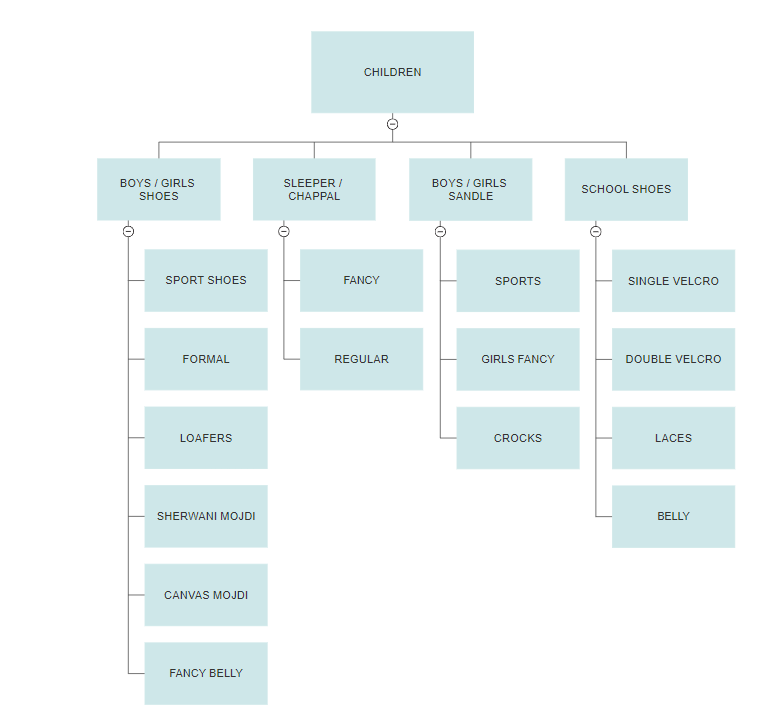 CHILDREN
BOYS / GIRLS
SHOES
SLEEPER /
CHAPPAL
BOYS / GIRLS
SANDLE
SCHOOL SHOES
SPORT SHOES
FORMAL
LOAFERS
SHERWANI MOJDI
CANVAS MOJDI
FANCY BELLY
FANCY
REGULAR
SPORTS
GIRLS FANCY
CROCKS
SINGLE VELCRO
DOUBLE VELCRO
LACES
BELLY